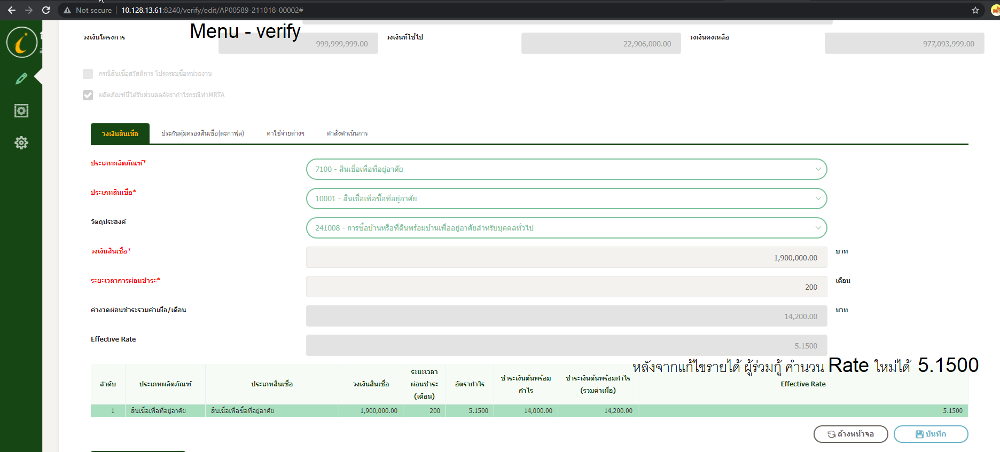 Not secure | 10.128.13.61:8240/verify/edit/AP00589-211018-00002#
Menu - verify
วงเงินโครงการ 999,999,999.00 วงเงินที่ใช้ไป 22,906,000.00 วงเงินคงเหลือ 977,093,999.00
กรณีสินเชื่อสวัสดิการ โปรดระบุชื่อหน่วยงาน
ผลิตภัณฑ์นี้ได้รับส่วนลดอัตรากำไรกรณีทำMRTA
วงเงินสินเชื่อ ประกันคุ้มครองสินเชื่อ(ตะกาฟุล) ค่าใช้จ่ายต่างๆ คำสั่งดำเนินการ
ประเภทผลิตภัณฑ์* 7100 - สินเชื่อเพื่อที่อยู่อาศัย
ประเภทสินเชื่อ* 10001 - สินเชื่อเพื่อซื้อที่อยู่อาศัย
วัตถุประสงค์ 241008 - การซื้อบ้านหรือที่ดินพร้อมบ้านเพื่ออยู่อาศัยสำหรับบุคคลทั่วไป
วงเงินสินเชื่อ* 1,900,000.00 บาท
ระยะเวลาการผ่อนชำระ* 200 เดือน
ค่างวดผ่อนชำระรวมค่าเผื่อ/เดือน 14,200.00 บาท
Effective Rate 5.1500
หลังจากแก้ไขรายได้ ผู้ร่วมกู้ คำนวน Rate ใหม่ได้ 5.1500
ลำดับ ประเภทผลิตภัณฑ์ ประเภทสินเชื่อ วงเงินสินเชื่อ ระยะเวลาผ่อนชำระ (เดือน) อัตรากำไร ชำระเงินต้นพร้อมกำไร ชำระเงินต้นพร้อมกำไร (รวมค่าเผื่อ) Effective Rate
1 สินเชื่อเพื่อที่อยู่อาศัย สินเชื่อเพื่อซื้อที่อยู่อาศัย 1,900,000.00 200 5.1500 14,000.00 14,200.00 5.1500
ล้างหน้าจอ บันทึก